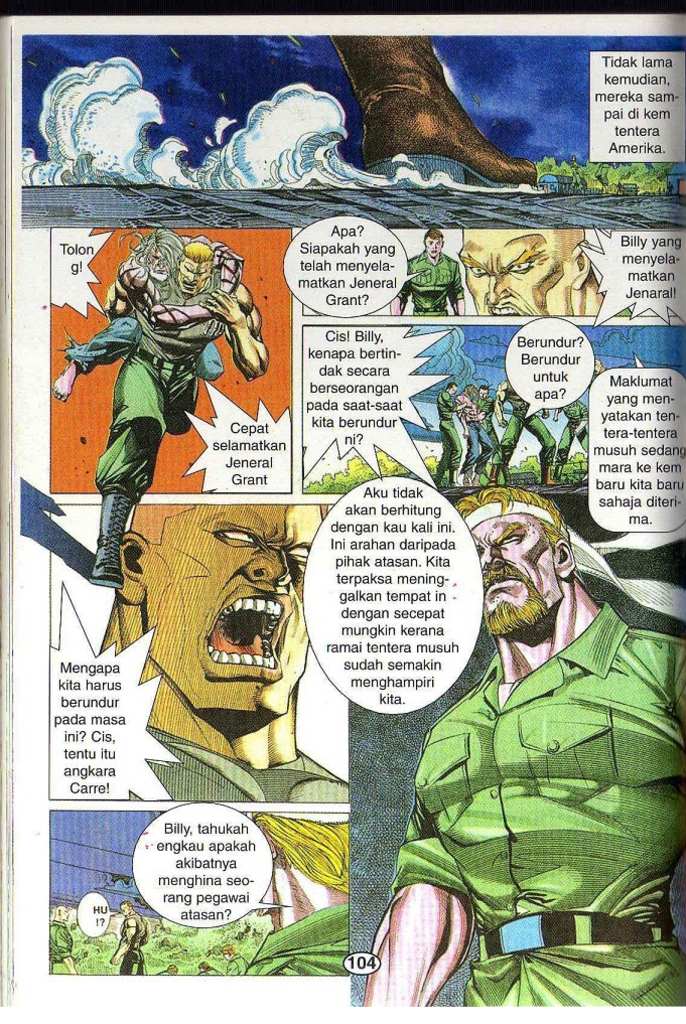 Tidak lama
kemudian,
mereka sam-
pai di kem
tentera
Amerika.
Tolon
g!
Cepat
selamatkan
Jeneral
Grant
Apa?
Siapakah yang
telah menyela-
matkan Jeneral
Grant?
Billy yang
menyela-
matkan
Jenaral!
Cis! Billy,
kenapa bertin-
dak secara
berseorangan
pada saat-saat
kita berundur
ni?
Berundur?
Berundur
untuk
apa?
Maklumat
yang men-
yatakan ten-
tera-tentera
musuh sedang
mara ke kem
baru kita baru
sahaja diteri-
ma.
Mengapa
kita harus
berundur
pada masa
ini? Cis,
tentu itu
angkara
Carre!
Aku tidak
akan berhitung
dengan kau kali ini.
Ini arahan daripada
pihak atasan. Kita
terpaksa mening-
galkan tempat in
dengan secepat
mungkin kerana
ramai tentera musuh
sudah semakin
menghampiri
kita.
Billy, tahukah
engkau apakah
akibatnya
menghina seo-
rang pegawai
atasan?
HU
!?
104